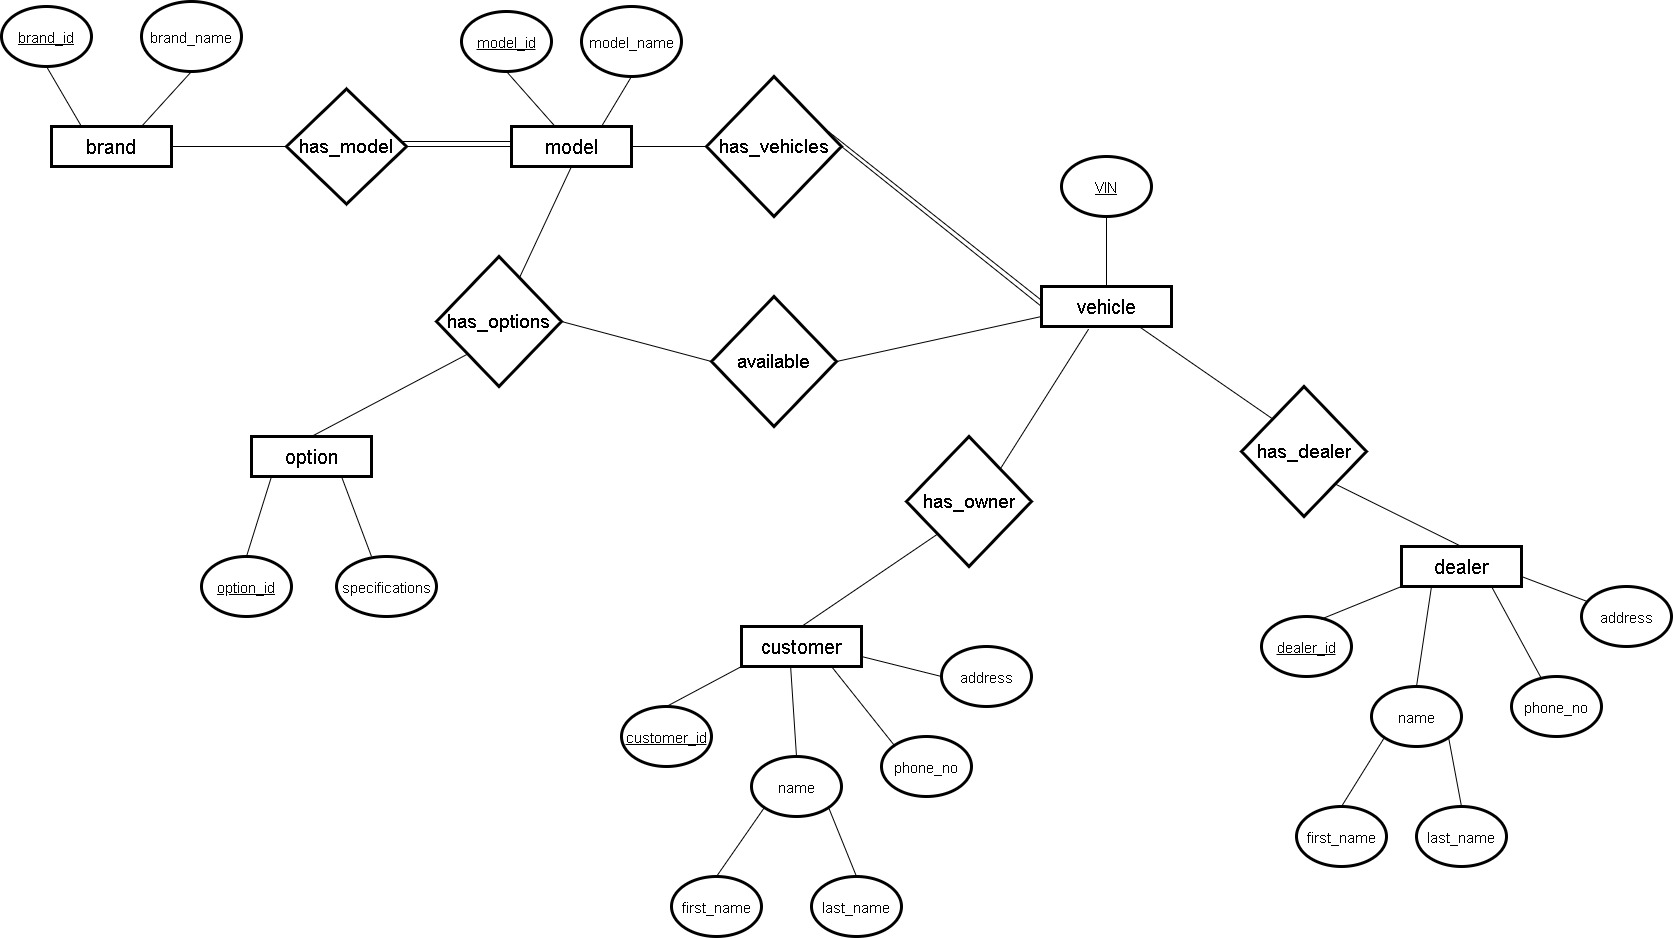 brand_id
brand_name
model_id
model_name
brand
has_model
model
has_vehicles
VIN
vehicle
has_options
available
option
has_owner
has_dealer
option_id
specifications
customer
dealer
address
dealer_id
address
customer_id
name
phone_no
phone_no
name
first_name
last_name
first_name
last_name